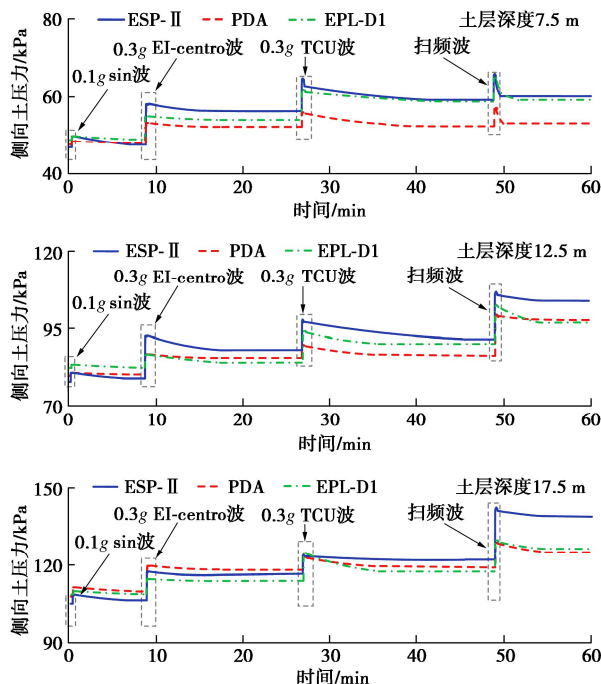 80
60
40
侧向土压力/kPa
ESP-Ⅱ PDA EPL-D1 土层深度7.5 m
0.3g EI-centro波 0.3g TCU波 扫频波
0.1g sin波
0 10 20 30 40 50 60
时间/min
120
95
70
侧向土压力/kPa
ESP-Ⅱ PDA EPL-D1 土层深度12.5 m
0.3g EI-centro波 0.3g TCU波 扫频波
0.1g sin波
0 10 20 30 40 50 60
时间/min
150
120
90
侧向土压力/kPa
ESP-Ⅱ PDA EPL-D1 土层深度17.5 m
0.3g EI-centro波 0.3g TCU波 扫频波
0.1g sin波
0 10 20 30 40 50 60
时间/min